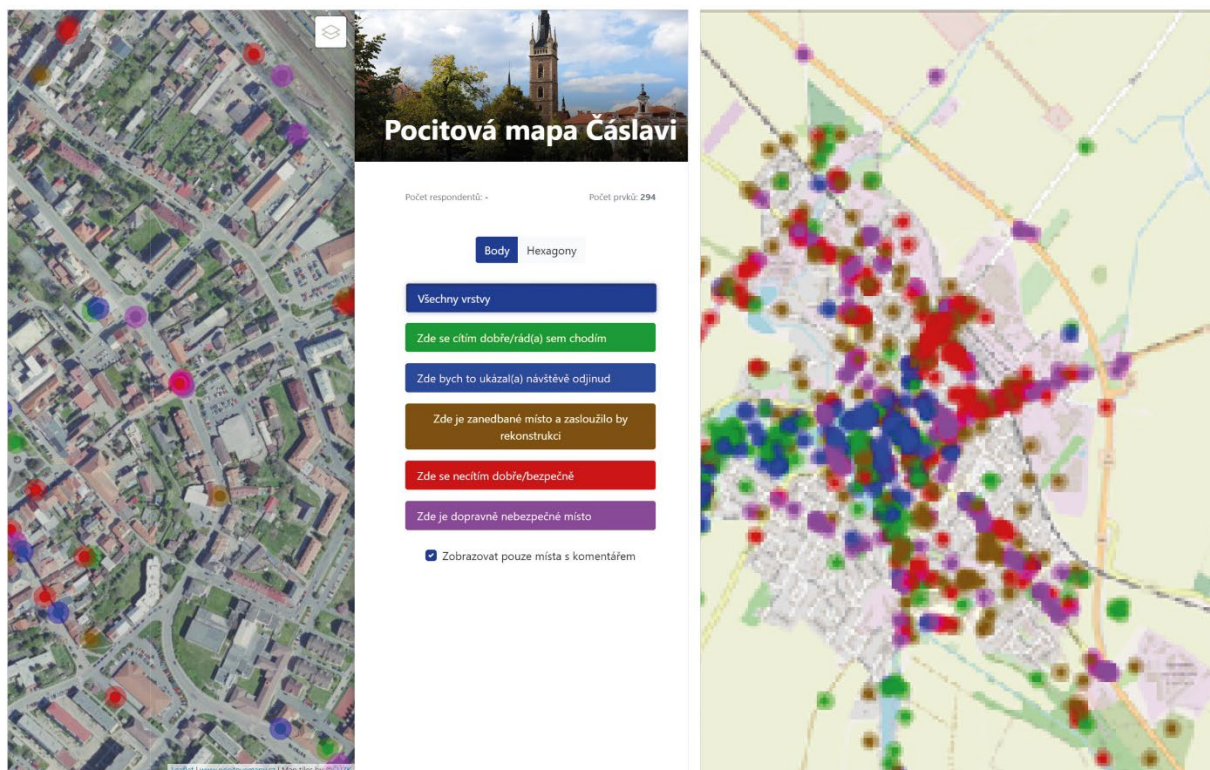 Pocitová mapa Čáslavi
Počet respondentů: -
Počet prvků: 294
Body
Hexagony
Všechny vrstvy
Zde se cítím dobře/rád(a) sem chodím
Zde bych to ukázal(a) návštěvě odjinud
Zde je zanedbané místo a zasloužilo by
rekonstrukci
Zde se necítím dobře/bezpečně
Zde je dopravně nebezpečné místo
Zobrazovat pouze místa s komentářem